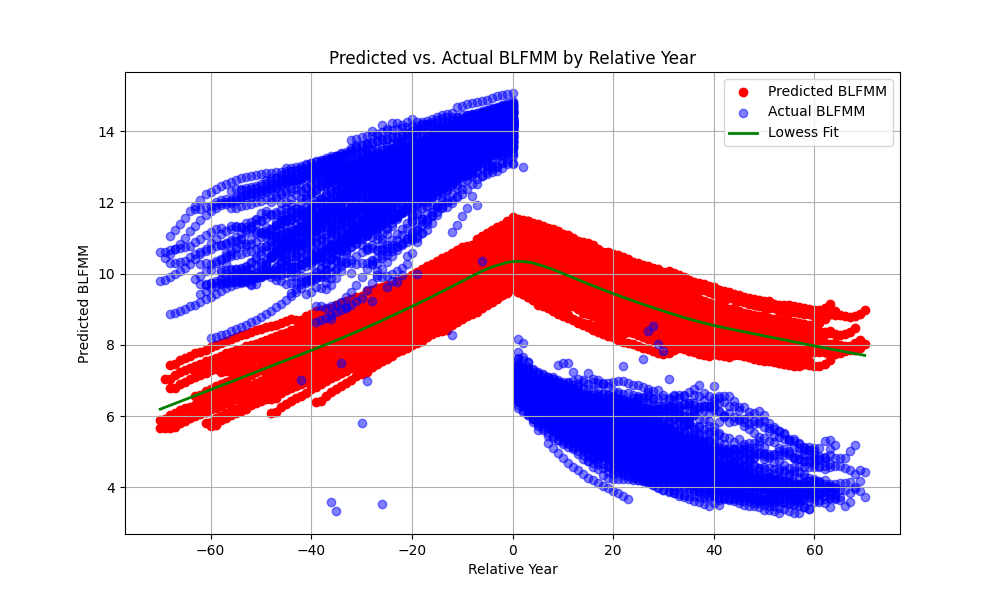 Predicted vs. Actual BLFMM by Relative Year
Predicted BLFMM
Actual BLFMM
Lowess Fit
Predicted BLFMM
14
12
10
8
6
4
−60
−40
−20
0
20
40
60
Relative Year